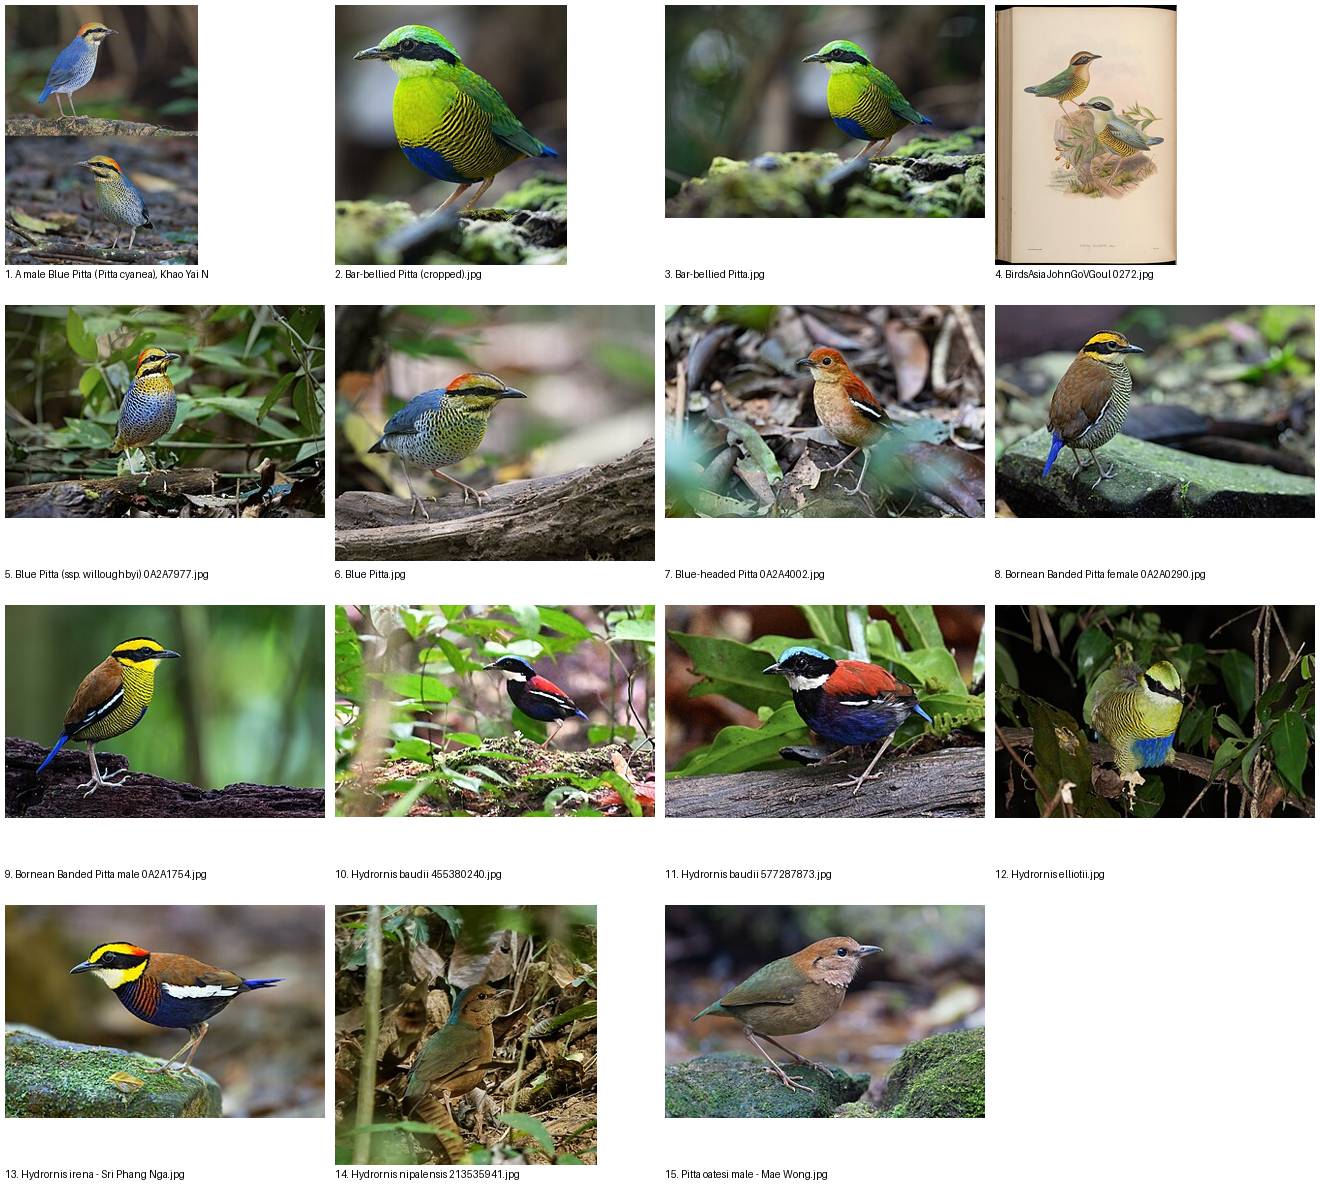 1. A male Blue Pitta (Pitta cyanea), Khao Yai N
2. Bar-bellied Pitta (cropped).jpg
3. Bar-bellied Pitta.jpg
4. BirdsAsiaJohnGoVGoul 0272.jpg
5. Blue Pitta (ssp. willoughbyi) 0A2A7977.jpg
6. Blue Pitta.jpg
7. Blue-headed Pitta 0A2A4002.jpg
8. Bornean Banded Pitta female 0A2A0290.jpg
9. Bornean Banded Pitta male 0A2A1754.jpg
10. Hydrornis baudii 455380240.jpg
11. Hydrornis baudii 577287873.jpg
12. Hydrornis elliotii.jpg
13. Hydrornis irena - Sri Phang Nga.jpg
14. Hydrornis nipalensis 213535941.jpg
15. Pitta oatesi male - Mae Wong.jpg